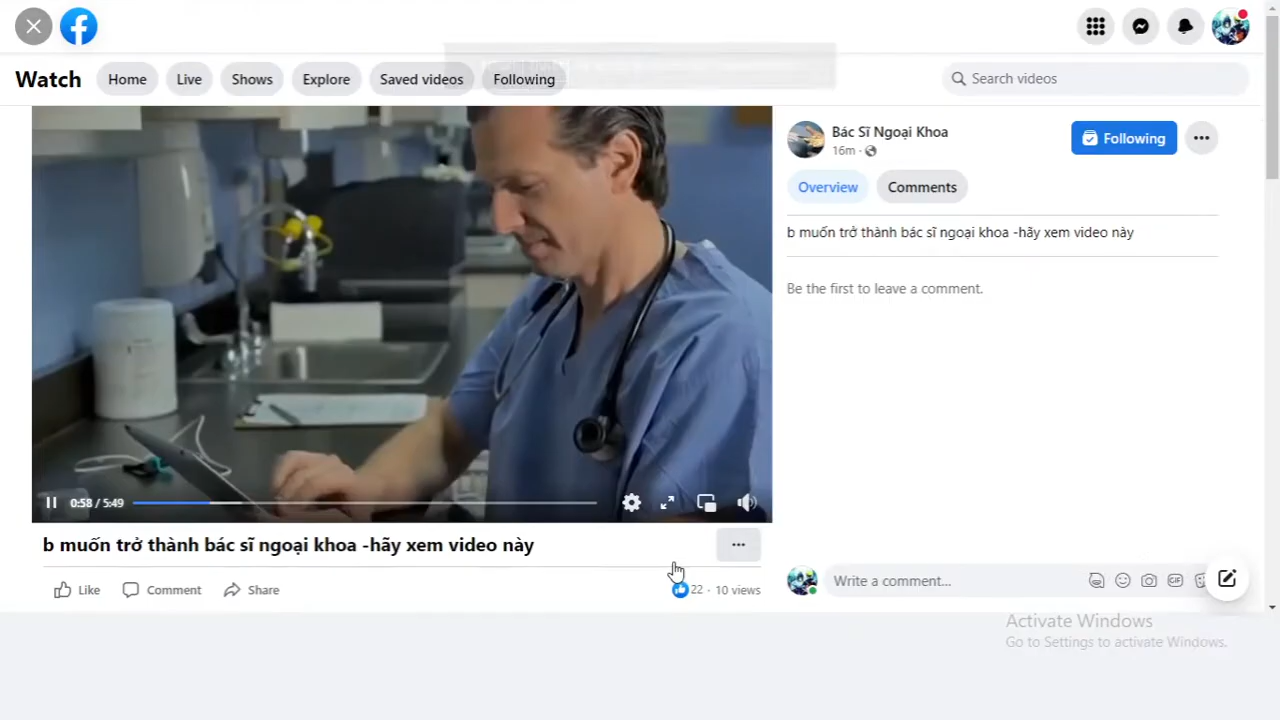 Watch
Home
Live
Shows
Explore
Saved videos
Following
Search videos
Bác Sĩ Ngoại Khoa
Following
16m ·
Overview
Comments
b muốn trở thành bác sĩ ngoại khoa -hãy xem video này
Be the first to leave a comment.
0:58 / 5:49
b muốn trở thành bác sĩ ngoại khoa -hãy xem video này
Like
Comment
Share
22 · 10 views
Write a comment...
GIF
Activate Windows
Go to Settings to activate Windows.